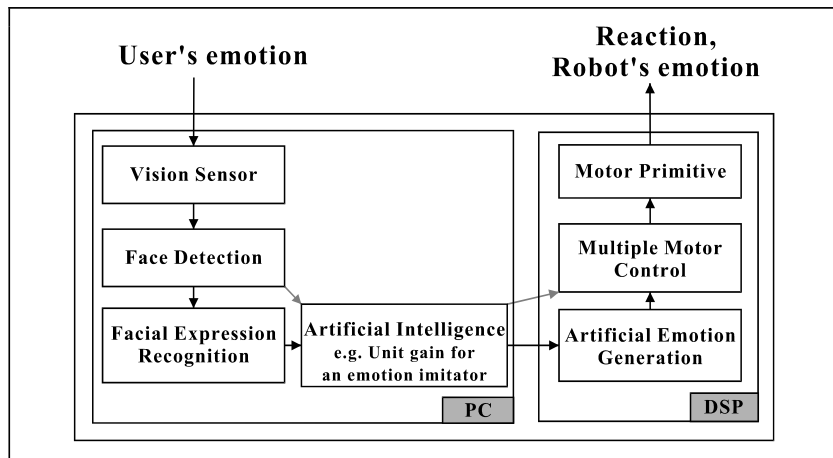 User's emotion
Reaction,
Robot's emotion
Vision Sensor
Face Detection
Facial Expression
Recognition
Artificial Intelligence
e.g. Unit gain for
an emotion imitator
PC
Motor Primitive
Multiple Motor
Control
Artificial Emotion
Generation
DSP